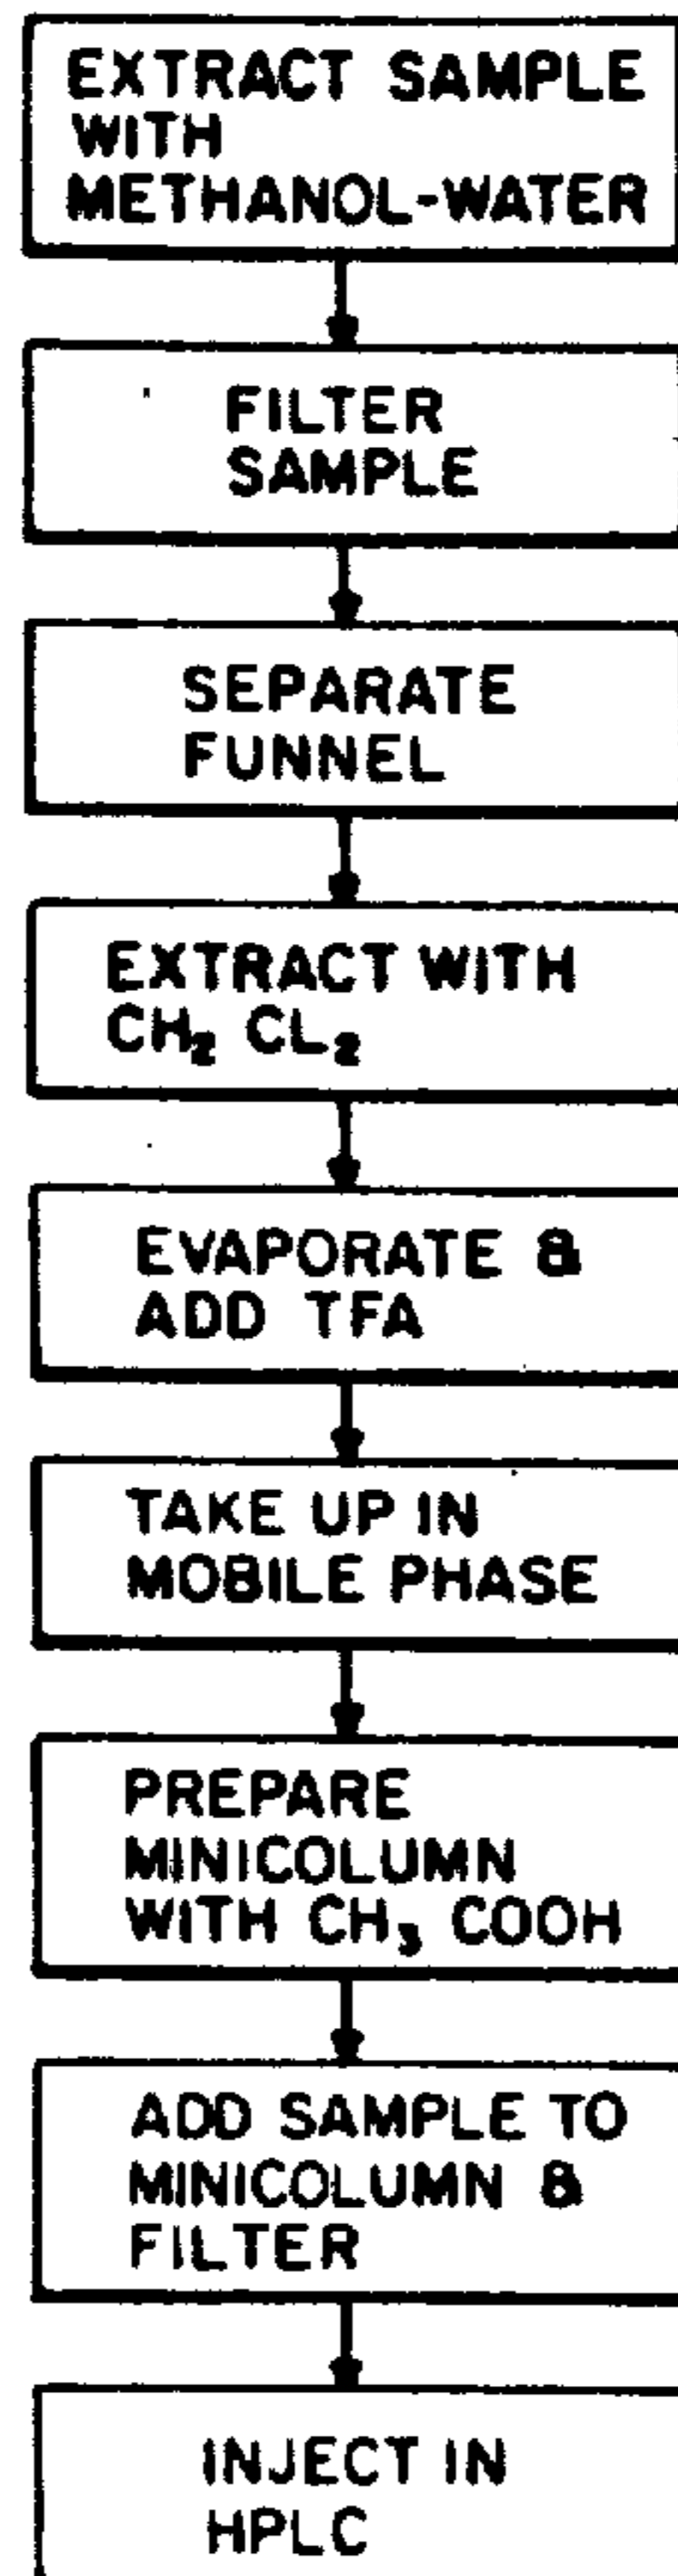 EXTRACT SAMPLE
WITH
METHANOL-WATER
FILTER
SAMPLE
SEPARATE
FUNNEL
EXTRACT WITH
CH₂ CL₂
EVAPORATE &
ADD TFA
TAKE UP IN
MOBILE PHASE
PREPARE
MINICOLUMN
WITH CH₃ COOH
ADD SAMPLE TO
MINICOLUMN &
FILTER
INJECT IN
HPLC